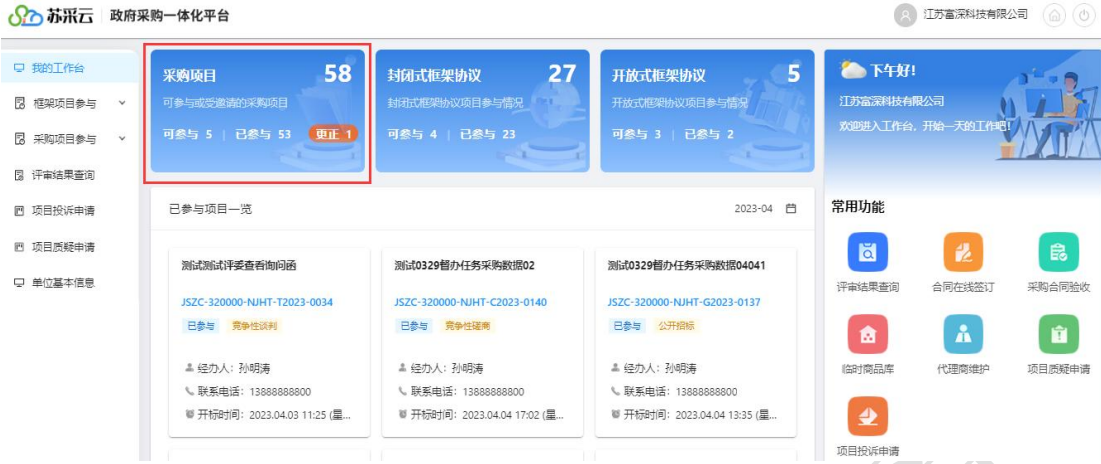 苏采云 政府采购一体化平台
江苏富深科技有限公司
我的工作台
框架项目参与
采购项目参与
评审结果查询
项目投诉申请
项目质疑申请
单位基本信息
采购项目 58
可参与或受邀请的采购项目
可参与 5 | 已参与 53 更正 1
封闭式框架协议 27
封闭式框架协议项目参与情况
可参与 4 | 已参与 23
开放式框架协议 5
开放式框架协议项目参与情况
可参与 3 | 已参与 2
下午好!
江苏富深科技有限公司
欢迎进入工作台,开始一天的工作吧!
已参与项目一览 2023-04
测试测试评委查看询问函
JSZC-320000-NJHT-T2023-0034
已参与 竞争性谈判
经办人:孙明涛
联系电话:13888888800
开标时间:2023.04.03 11:25 (星...
测试0329督办任务采购数据02
JSZC-320000-NJHT-C2023-0140
已参与 竞争性磋商
经办人:孙明涛
联系电话:13888888800
开标时间:2023.04.04 17:02 (星...
测试0329督办任务采购数据04041
JSZC-320000-NJHT-G2023-0137
已参与 公开招标
经办人:孙明涛
联系电话:13888888800
开标时间:2023.04.04 13:35 (星...
常用功能
评审结果查询
合同在线签订
采购合同验收
临时商品库
代理商维护
项目质疑申请
项目投诉申请